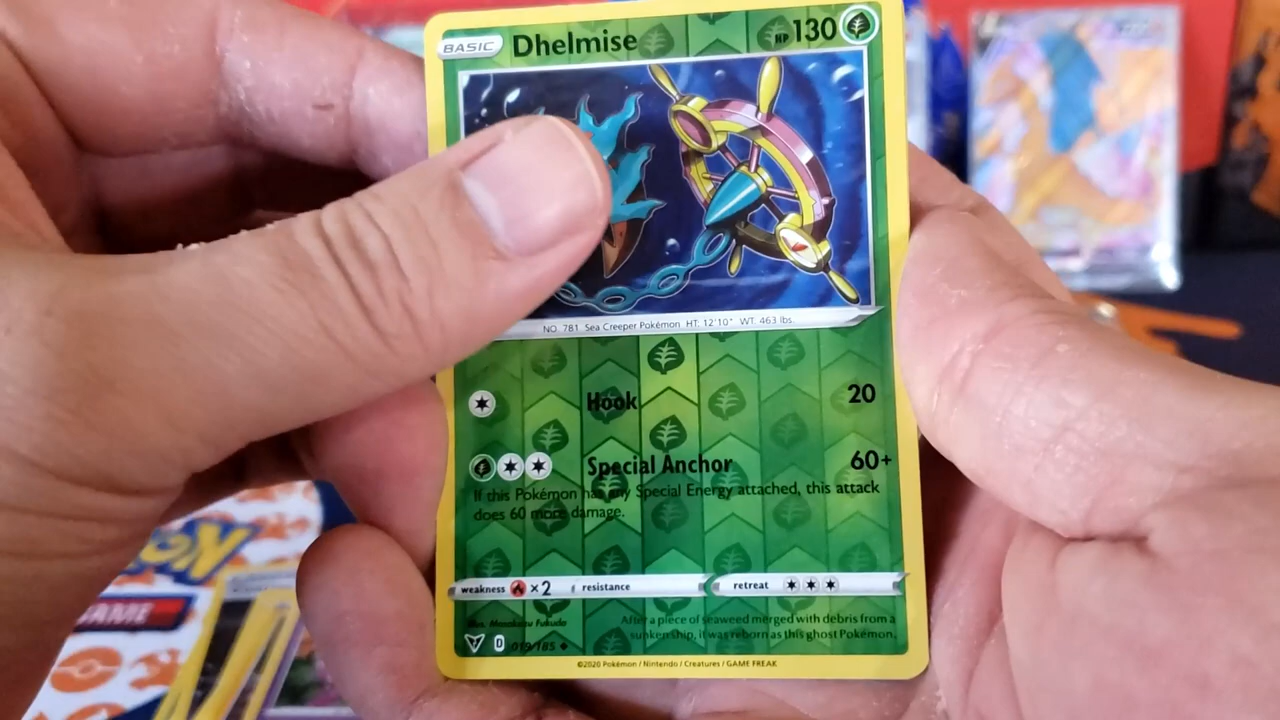 BASIC Dhelmise HP 130
NO. 781 Sea Creeper Pokémon HT: 12'10" WT: 463 lbs.
Hook 20
Special Anchor 60+
If this Pokémon has any Special Energy attached, this attack
does 60 more damage.
weakness ×2 resistance retreat
Illus. Masakazu Fukuda
After a piece of seaweed merged with debris from a
sunken ship, it was reborn as this ghost Pokémon.
D 019/185
©2020 Pokémon / Nintendo / Creatures / GAME FREAK